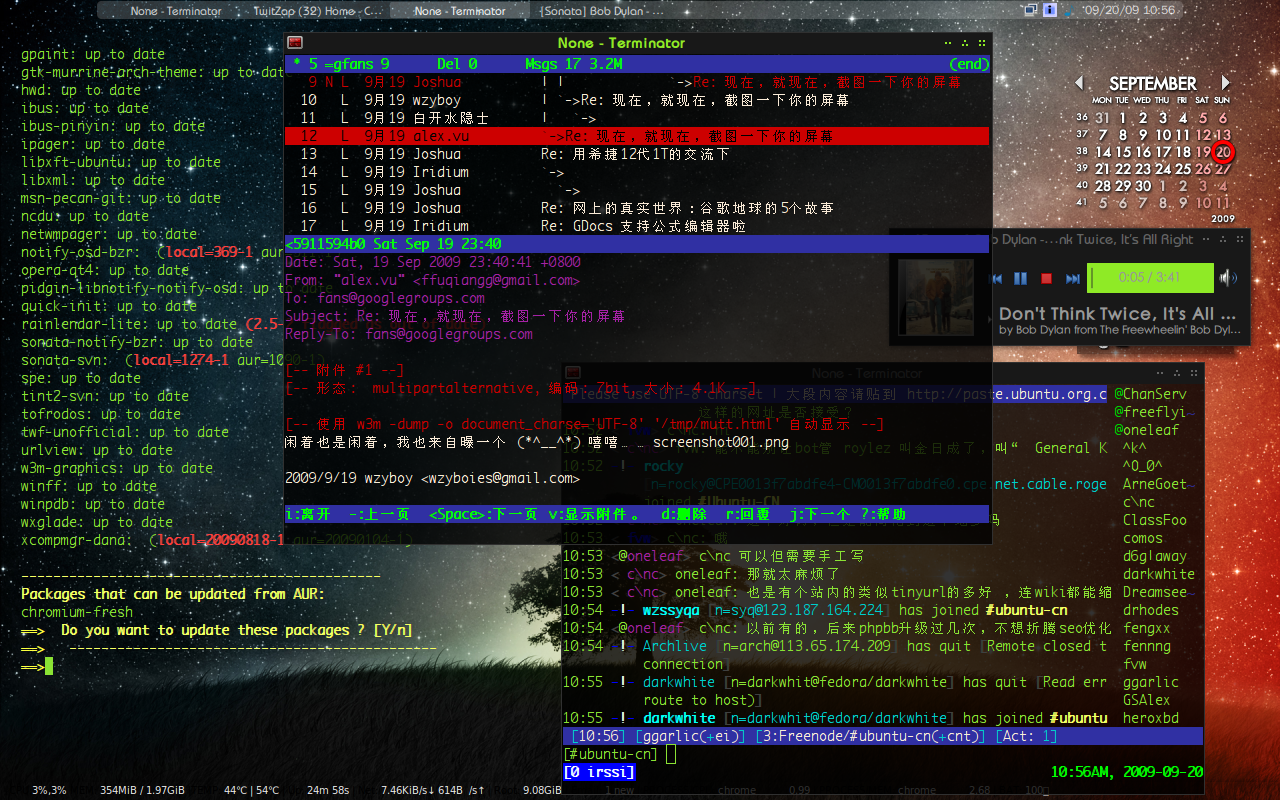 None - Terminator
TwitZap (32) Home - C...
None - Terminator
[Sonata] Bob Dylan - ...
09/20/09 10:56
gpaint: up to date
gtk-murrine-arch-theme: up to dat
hwd: up to date
ibus: up to date
ibus-pinyin: up to date
ipager: up to date
libxft-ubuntu: up to date
libxml: up to date
msn-pecan-git: up to date
ncdu: up to date
netwmpager: up to date
notify-osd-bzr:  (local=369-1 aur
opera-qt4: up to date
pidgin-libnotify-notify-osd: up t
quick-init: up to date
rainlendar-lite: up to date (2.5-
sonata-notify-bzr: up to date
sonata-svn:  (local=1274-1 aur=1090-1)
spe: up to date
tint2-svn: up to date
tofrodos: up to date
twf-unofficial: up to date
urlview: up to date
w3m-graphics: up to date
winff: up to date
winpdb: up to date
wxglade: up to date
xcompmgr-dana:  (local=20090818-1 aur=20090104-1)
---------------------------------------------
Packages that can be updated from AUR:
chromium-fresh
==>  Do you want to update these packages ? [Y/n]
==>   ----------------------------------------------
==>
None - Terminator
* 5 =gfans 9      Del 0      Msgs 17 3.2M (end)
9 N L  9月19 Joshua ! ! `->Re: 现在，就现在，截图一下你的屏幕
10   L  9月19 wzyboy ! `->Re: 现在，就现在，截图一下你的屏幕
11   L  9月19 白开水隐士 ! `->
12   L  9月19 alex.vu `->Re: 现在，就现在，截图一下你的屏幕
13   L  9月19 Joshua Re: 用希捷12代1T的交流下
14   L  9月19 Iridium `->
15   L  9月19 Joshua `->
16   L  9月19 Joshua Re: 网上的真实世界：谷歌地球的5个故事
17   L  9月19 Iridium Re: GDocs 支持公式编辑器啦
<5911594b0 Sat Sep 19 23:40
Date: Sat, 19 Sep 2009 23:40:41 +0800
From: "alex.vu" <ffuqiangg@gmail.com>
To: fans@googlegroups.com
Subject: Re: 现在，就现在，截图一下你的屏幕
Reply-To: fans@googlegroups.com
[-- 附件 #1 --]
[-- 形态： multipartalternative, 编码：7bit, 大小：4.1K --]
[-- 使用 w3m -dump -o document_charset='UTF-8' '/tmp/mutt.html' 自动显示 --]
闲着也是闲着，我也来自曝一个 (*^__^*) 嘻嘻…… screenshot001.png
2009/9/19 wzyboy <wzyboies@gmail.com>
i:离开  -:上一页  <Space>:下一页 v:显示附件。  d:删除  r:回覆  j:下一个 ?:帮助
SEPTEMBER
MON TUE WED THU FRI SAT SUN
36 31 1 2 3 4 5 6
37 7 8 9 10 11 12 13
38 14 15 16 17 18 19 20
39 21 22 23 24 25 26 27
40 28 29 30 1 2 3 4
41 5 6 7 8 9 10 11
2009
b Dylan -...nk Twice, It's All Right
0:05 / 3:41
Don't Think Twice, It's All ...
by Bob Dylan from The Freewheelin' Bob Dyl...
None - Terminator
Please use UTF-8 charset ! 大段内容请贴到 http://paste.ubuntu.org.c
这样的网址是否接受？
bot管 roylez 叫金日成了，叫“ General K
10:52 -!- rocky
[n=rocky@CPE0013f7abdfe4-CM0013f7abdfe0.cpe.net.cable.roge
joined #Ubuntu-CN
10:53 c\nc: 哦
10:53 <@oneleaf> c\nc 可以但需要手工写
10:53 < c\nc> oneleaf: 那就太麻烦了
10:53 < c\nc> oneleaf: 也是有个站内的类似tinyurl的多好 ，连wiki都能缩
10:54 -!- wzssyqa [n=syq@123.187.164.224] has joined #ubuntu-cn
10:54 <@oneleaf> c\nc: 以前有的，后来phpbb升级过几次，不想折腾seo优化
10:54 -!- Archlive [n=arch@113.65.174.209] has quit [Remote closed t
connection]
10:55 -!- darkwhite [n=darkwhit@fedora/darkwhite] has quit [Read err
route to host)]
10:55 -!- darkwhite [n=darkwhit@fedora/darkwhite] has joined #ubuntu
[10:56] [ggarlic(+ei)] [3:Freenode/#ubuntu-cn(+cnt)] [Act: 1]
[#ubuntu-cn]
[0 irssi]
10:56AM, 2009-09-20
@ChanServ
@freeflyi~
@oneleaf
^k^
^O_O^
ArneGoet~
c\nc
ClassFoo
comos
d6g!away
darkwhite
Dreamsee~
drhodes
fengxx
fenng
fvw
ggarlic
GSAlex
heroxbd
3%,3%
354MiB / 1.97GiB
44°C | 54°C
24m 58s
7.46KiB/s↓ 614B /s↑
9.08GiB
1 new
chrome
0.99
chrome
2.68
100